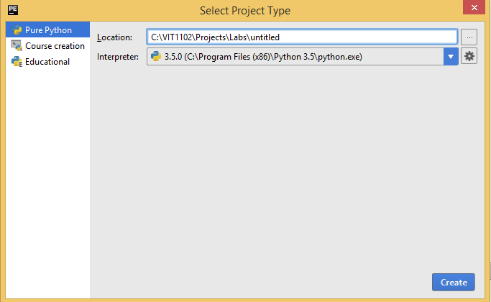 PE
Select Project Type
Pure Python
Course creation
Educational
Location: C:\VIT1102\Projects\Labs\untitled ...
Interpreter: 3.5.0 (C:\Program Files (x86)\Python 3.5\python.exe)
Create